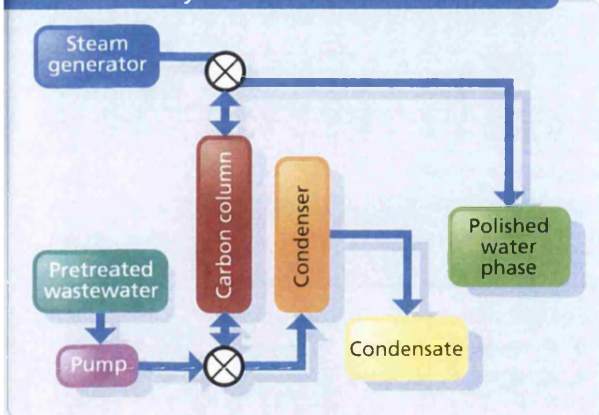 Steam
generator
Carbon column
Condenser
Polished
water
phase
Pretreated
wastewater
Pump
Condensate